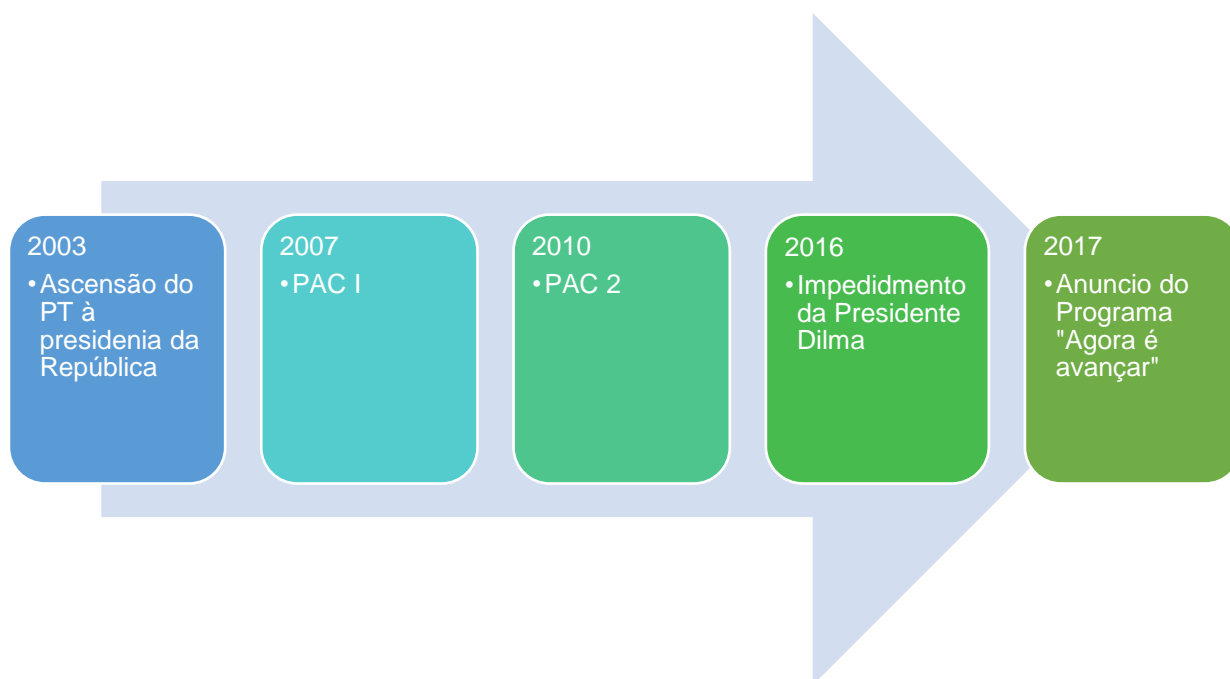 2003
•Ascensão do
PT à
presidenia da
República
2007
•PAC I
2010
•PAC 2
2016
•Impedidmento
da Presidente
Dilma
2017
•Anuncio do
Programa
"Agora é
avançar"